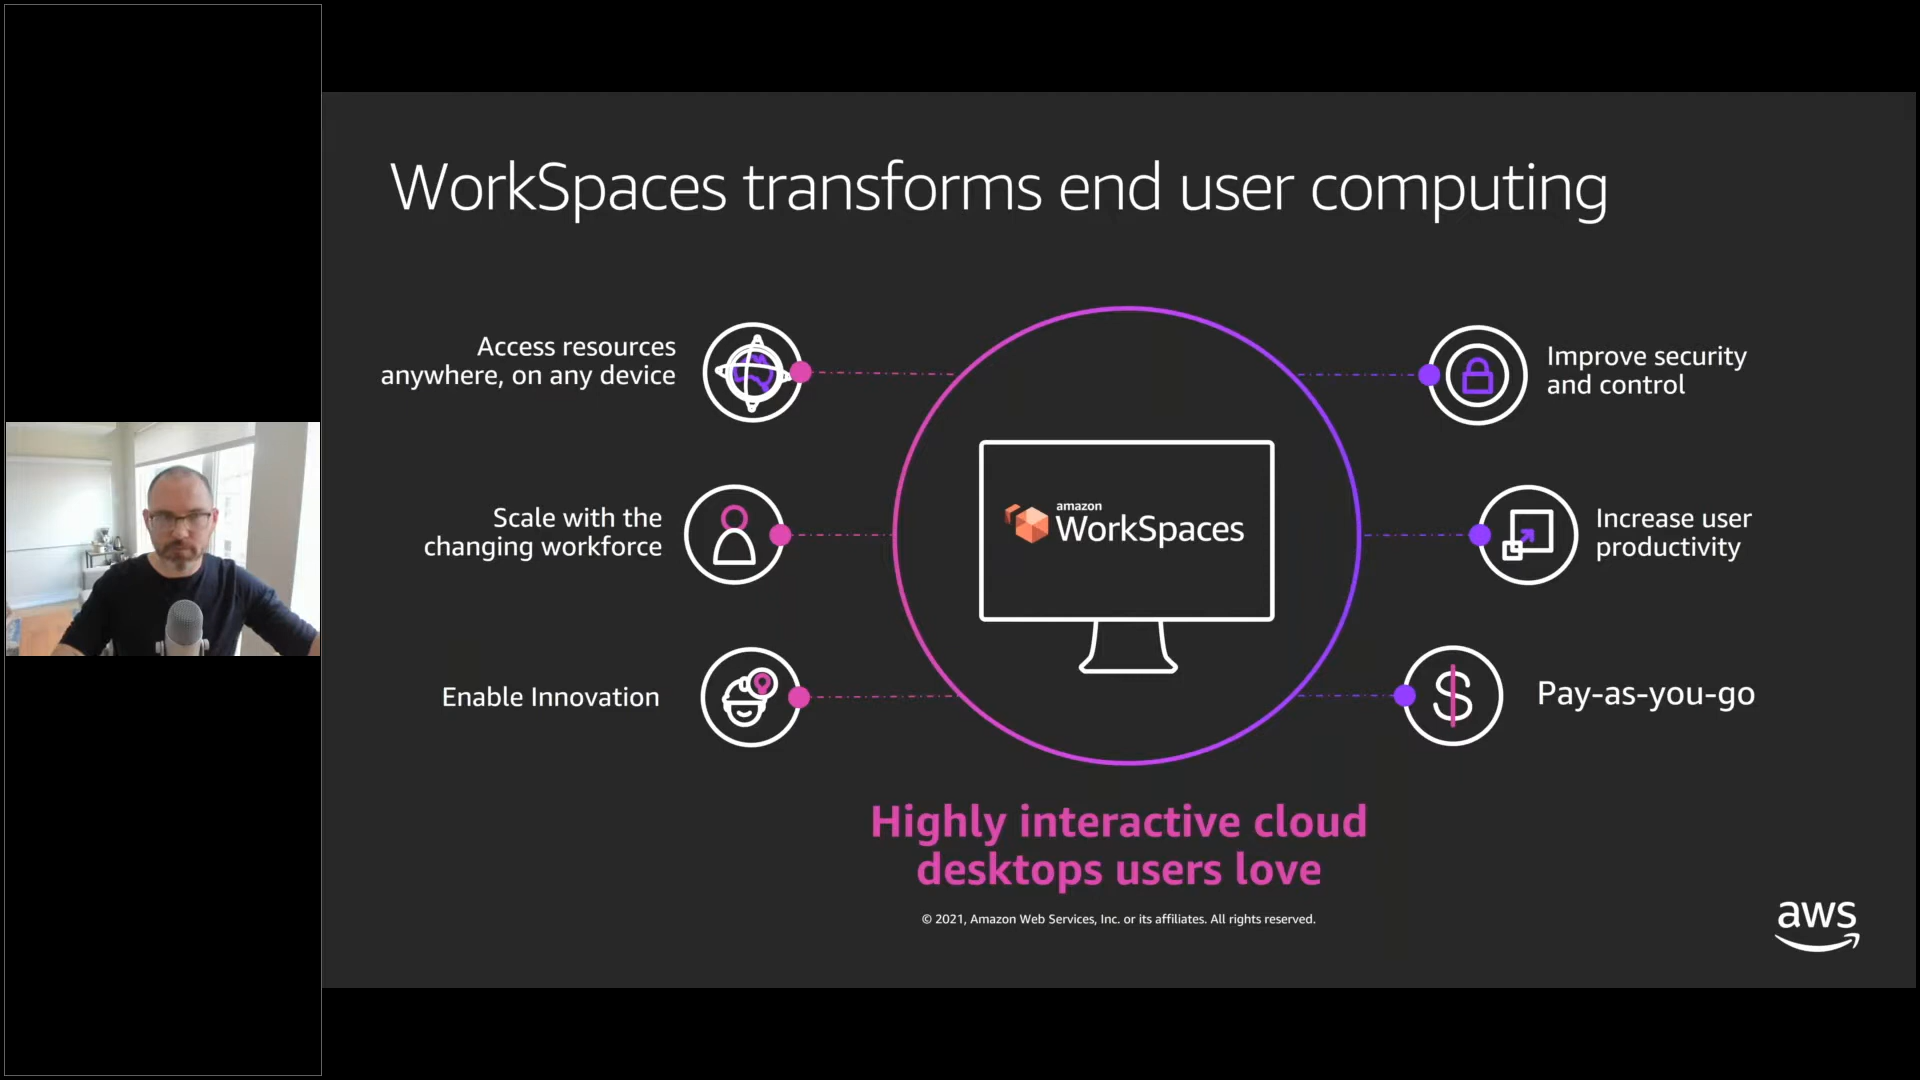 WorkSpaces transforms end user computing
Access resources
anywhere, on any device
Scale with the
changing workforce
Enable Innovation
amazon
WorkSpaces
Improve security
and control
Increase user
productivity
Pay-as-you-go
Highly interactive cloud
desktops users love
© 2021, Amazon Web Services, Inc. or its affiliates. All rights reserved.
aws